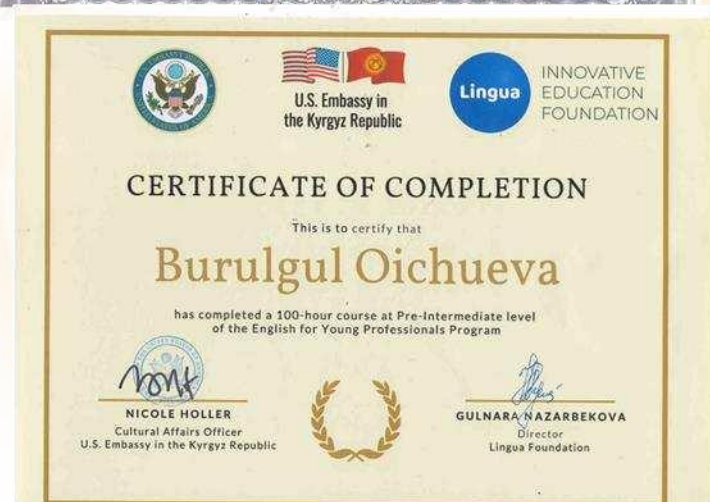 U.S. Embassy in
the Kyrgyz Republic
Lingua
INNOVATIVE
EDUCATION
FOUNDATION
CERTIFICATE OF COMPLETION
This is to certify that
Burulgul Oichueva
has completed a 100-hour course at Pre-Intermediate level
of the English for Young Professionals Program
NICOLE HOLLER
Cultural Affairs Officer
U.S. Embassy in the Kyrgyz Republic
GULNARA NAZARBEKOVA
Director
Lingua Foundation